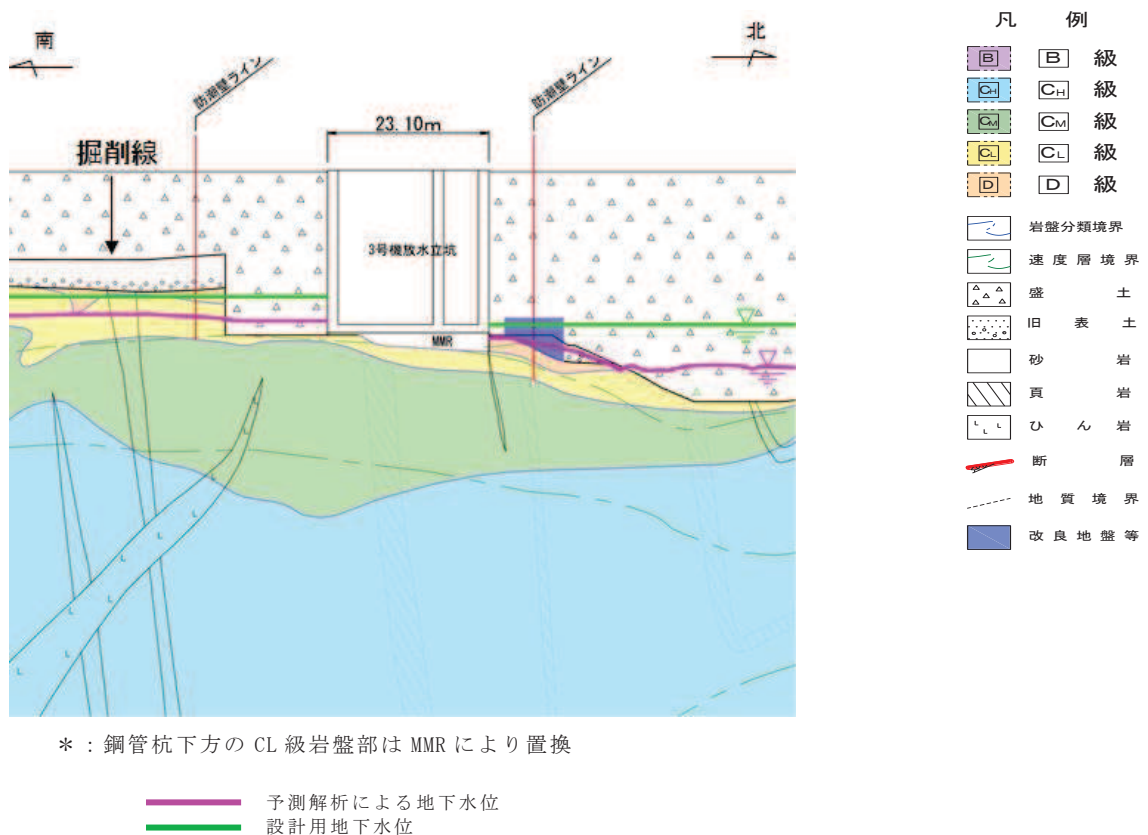 南
北
防潮壁ライン
防潮壁ライン
23.10m
掘削線
3号機放水立坑
MMR
L
L
L
L
L
L
L
L
＊：鋼管杭下方の CL 級岩盤部は MMR により置換
予測解析による地下水位
設計用地下水位
凡 例
B B 級
CH CH 級
CM CM 級
CL CL 級
D D 級
岩盤分類境界
速度層境界
盛 土
旧 表 土
砂 岩
頁 岩
L L L ひ ん 岩
断 層
地 質 境 界
改 良 地 盤 等